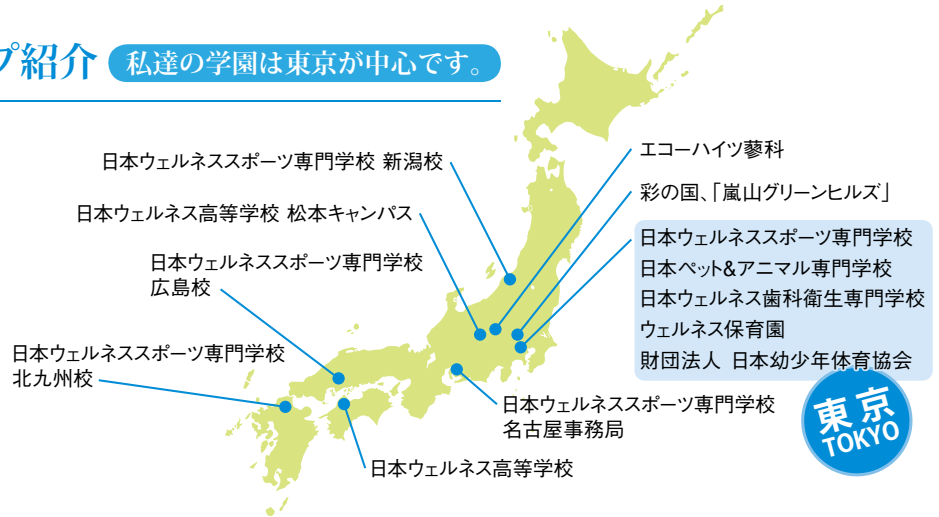 プ紹介 私達の学園は東京が中心です。
日本ウェルネススポーツ専門学校 新潟校
日本ウェルネス高等学校 松本キャンパス
日本ウェルネススポーツ専門学校
広島校
日本ウェルネススポーツ専門学校
北九州校
エコーハイツ蓼科
彩の国、「嵐山グリーンヒルズ」
日本ウェルネススポーツ専門学校
日本ペット&アニマル専門学校
日本ウェルネス歯科衛生専門学校
ウェルネス保育園
財団法人 日本幼少年体育協会
東京
TOKYO
日本ウェルネススポーツ専門学校
名古屋事務局
日本ウェルネス高等学校